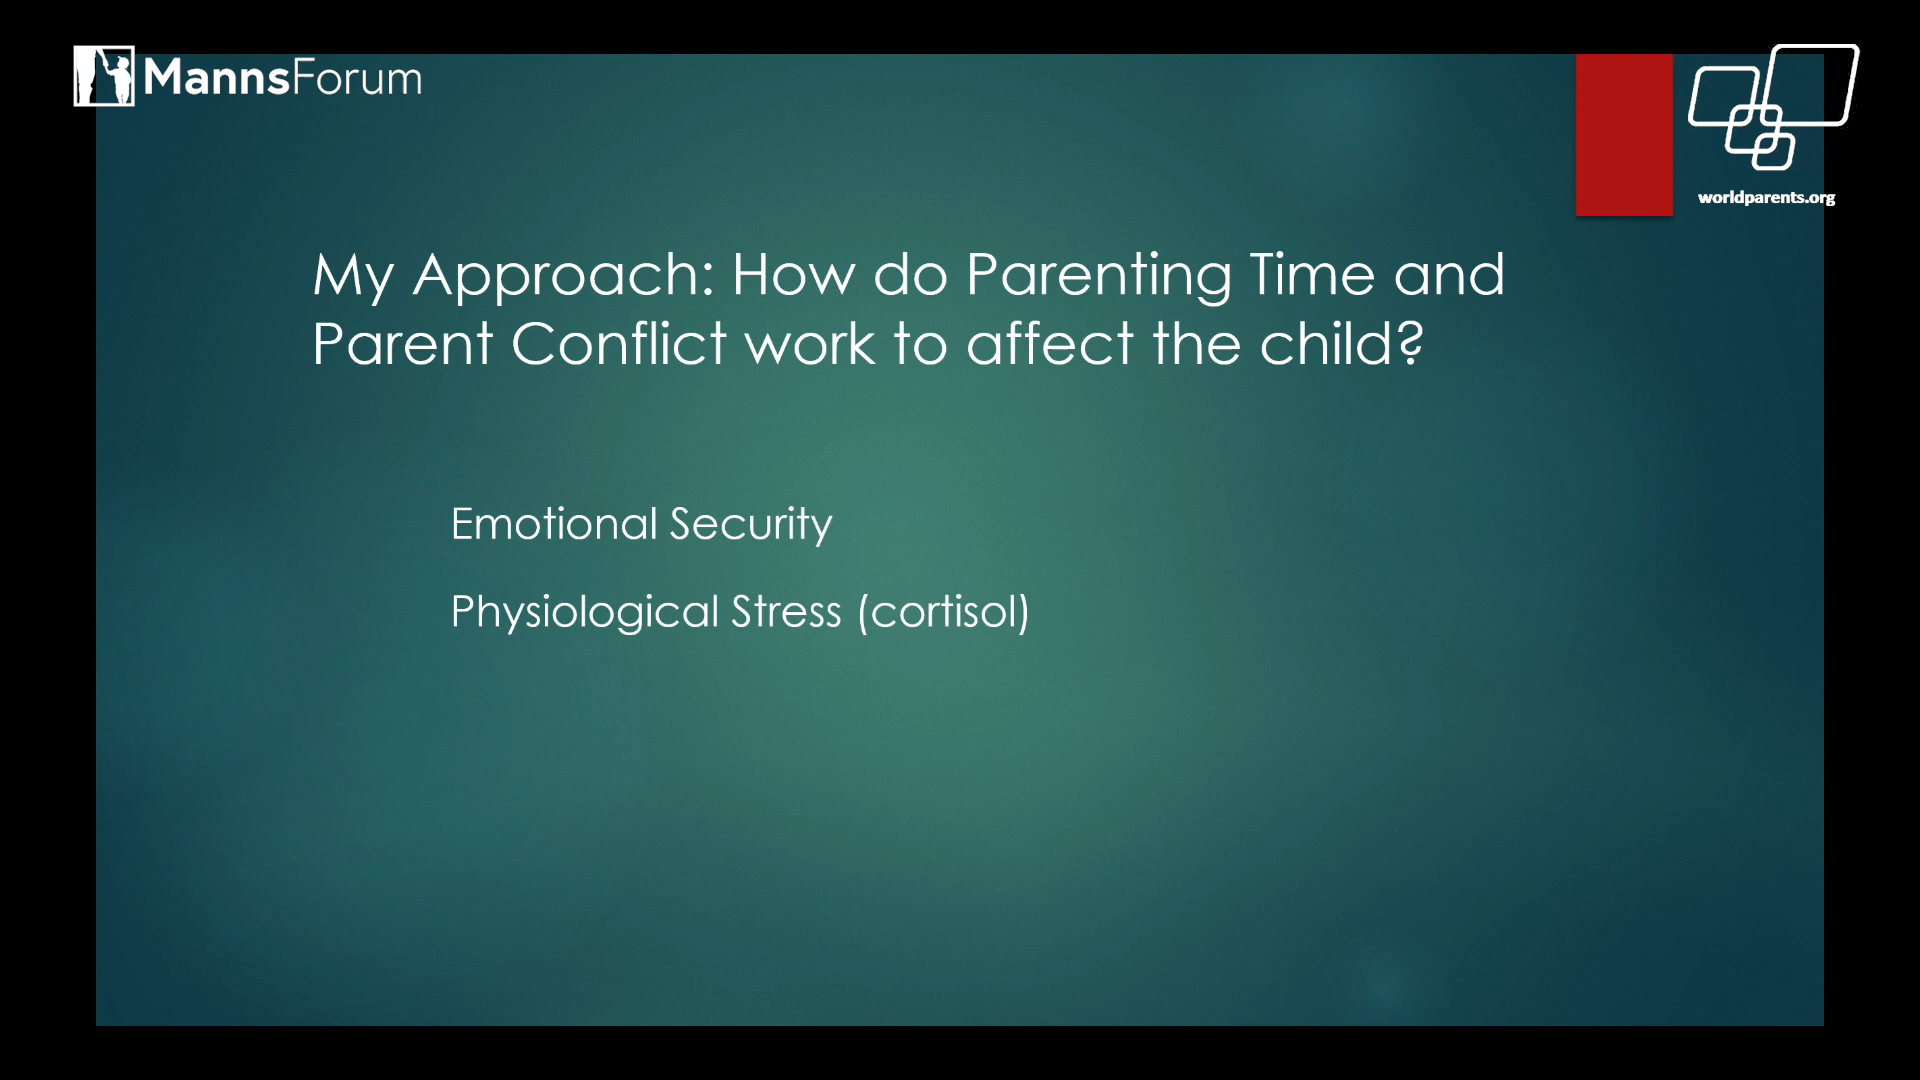 MannsForum
worldparents.org
My Approach: How do Parenting Time and
Parent Conflict work to affect the child?
Emotional Security
Physiological Stress (cortisol)